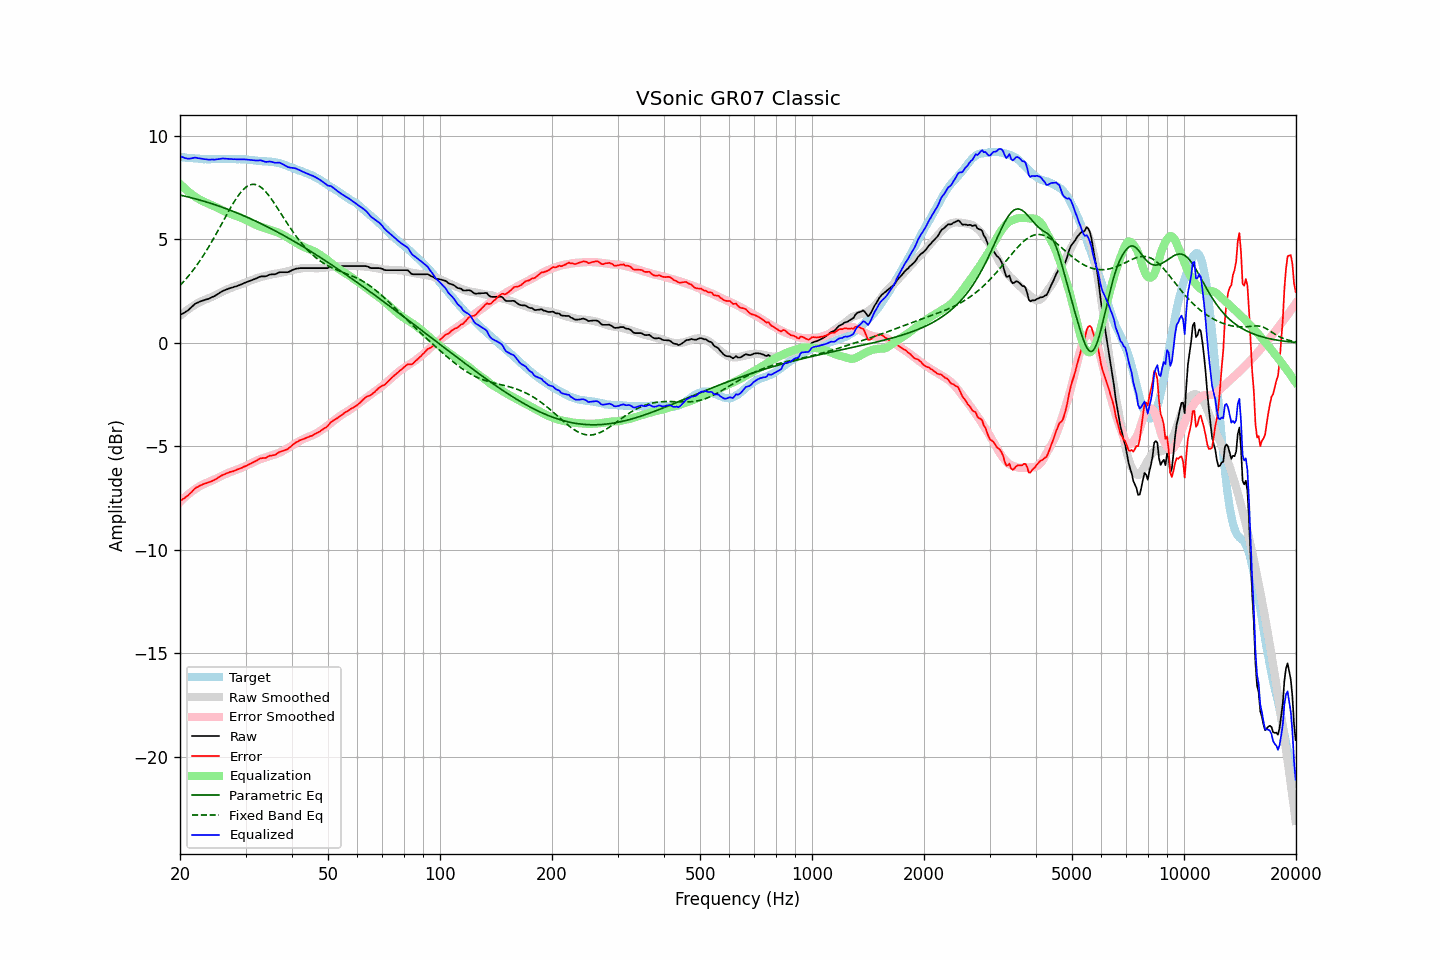 VSonic GR07 Classic
Amplitude (dBr)
10
5
0
−5
−10
−15
−20
Target
Raw Smoothed
Error Smoothed
Raw
Error
Equalization
Parametric Eq
Fixed Band Eq
Equalized
20
50
100
200
500
1000
2000
5000
10000
20000
Frequency (Hz)